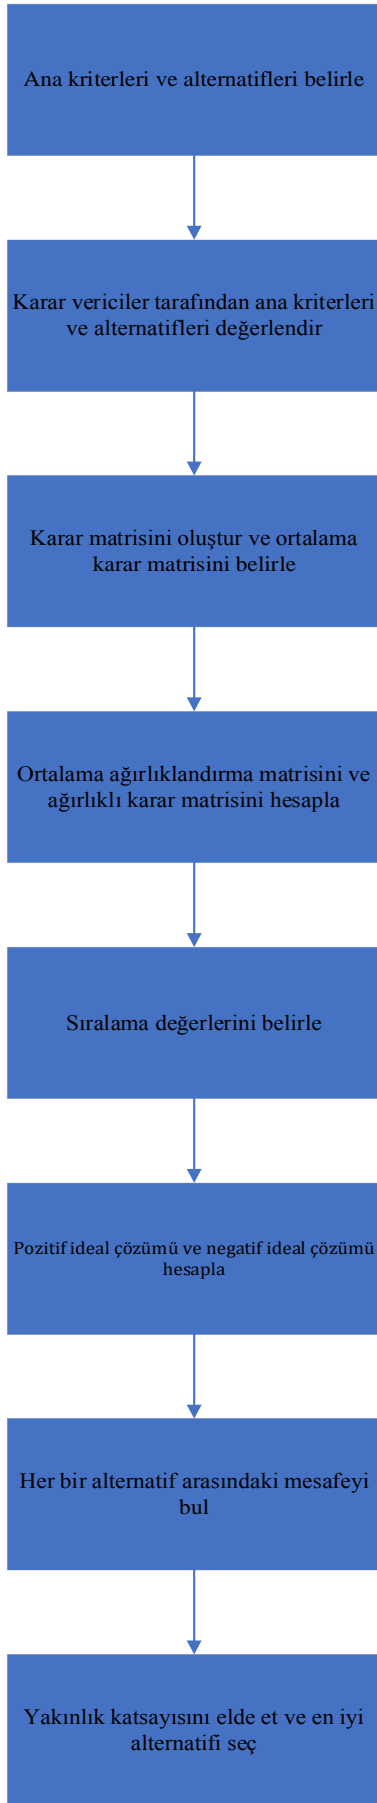 Ana kriterleri ve alternatifleri belirle
Karar vericiler tarafından ana kriterleri
ve alternatifleri değerlendir
Karar matrisini oluştur ve ortalama
karar matrisini belirle
Ortalama ağırlıklandırma matrisini ve
ağırlıklı karar matrisini hesapla
Sıralama değerlerini belirle
Pozitif ideal çözümü ve negatif ideal çözümü
hesapla
Her bir alternatif arasındaki mesafeyi
bul
Yakınlık katsayısını elde et ve en iyi
alternatifi seç